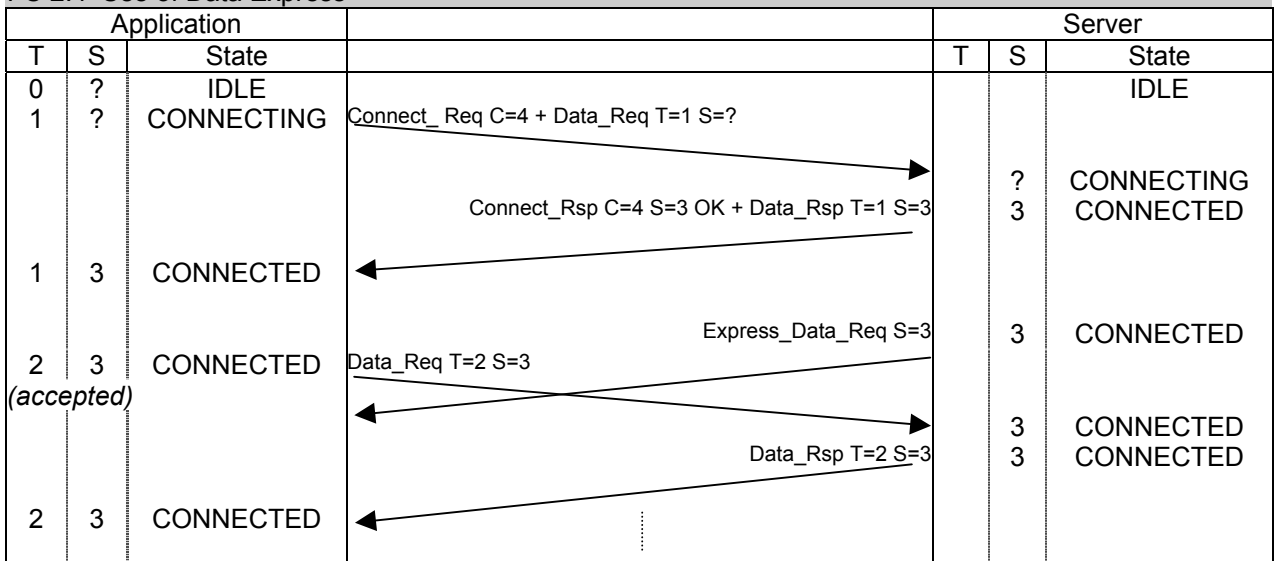 Application Server
T S State T S State
0 ? IDLE IDLE
1 ? CONNECTING Connect_ Req C=4 + Data_Req T=1 S=?
? CONNECTING
Connect_Rsp C=4 S=3 OK + Data_Rsp T=1 S=3 3 CONNECTED
1 3 CONNECTED
Express_Data_Req S=3 3 CONNECTED
2 3 CONNECTED Data_Req T=2 S=3
(accepted)
3 CONNECTED
Data_Rsp T=2 S=3 3 CONNECTED
2 3 CONNECTED